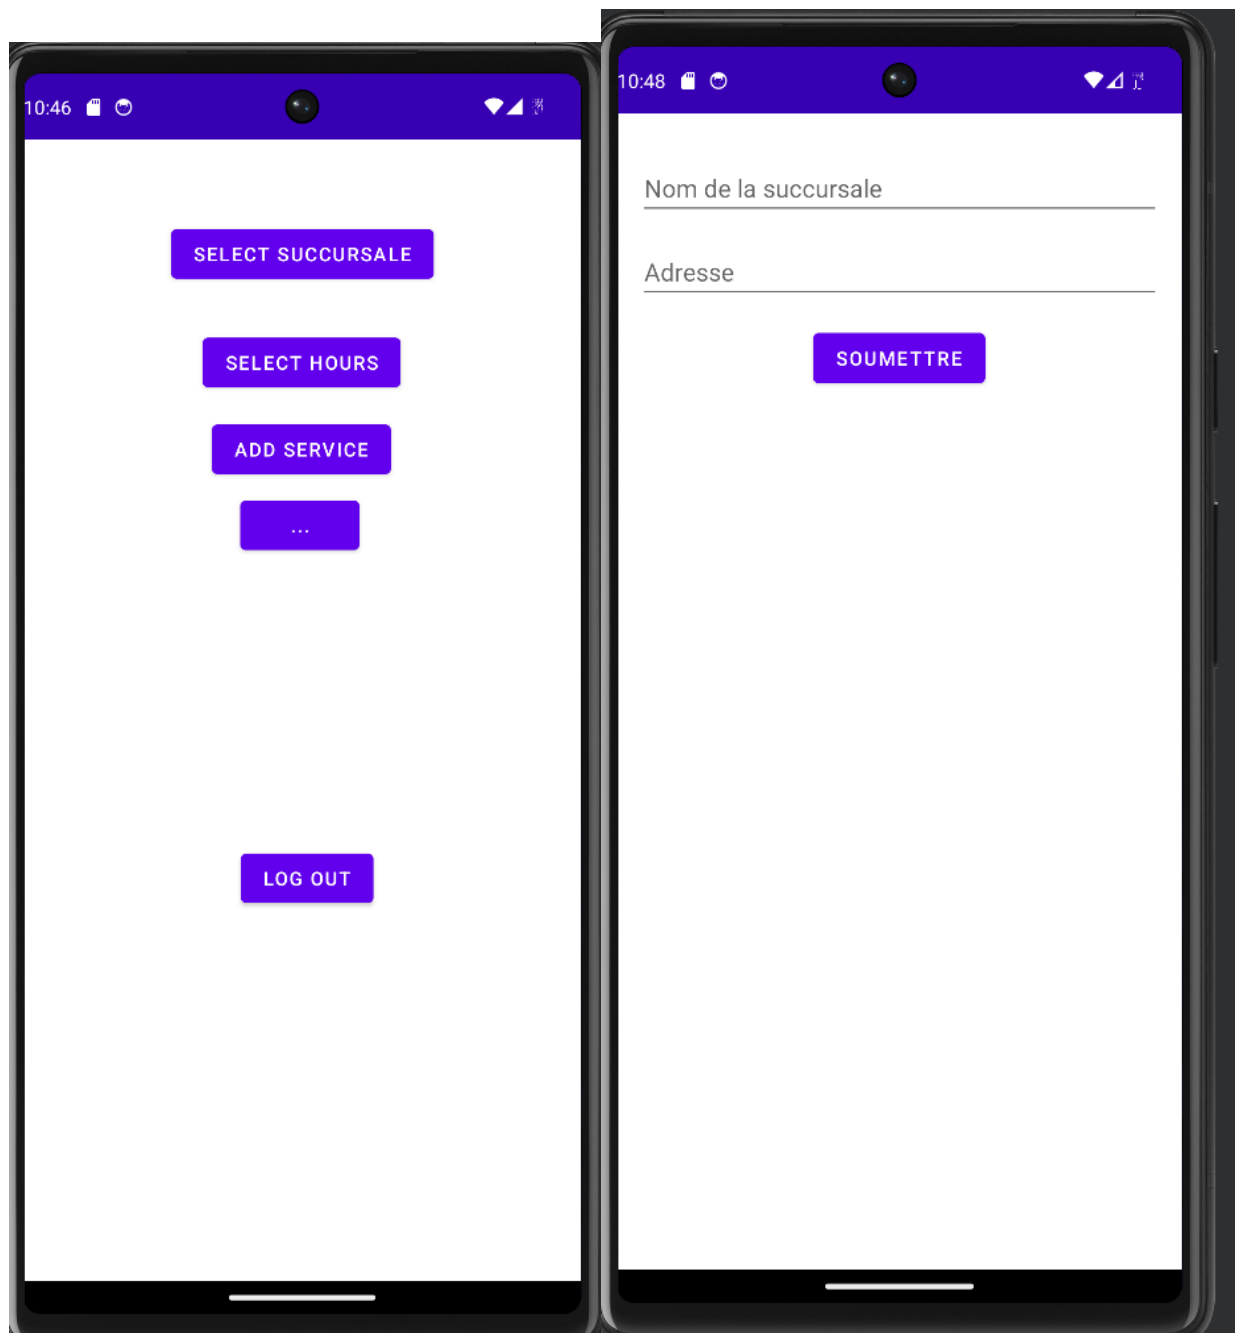 10:46
SELECT SUCCURSALE
SELECT HOURS
ADD SERVICE
...
LOG OUT
10:48
Nom de la succursale
Adresse
SOUMETTRE